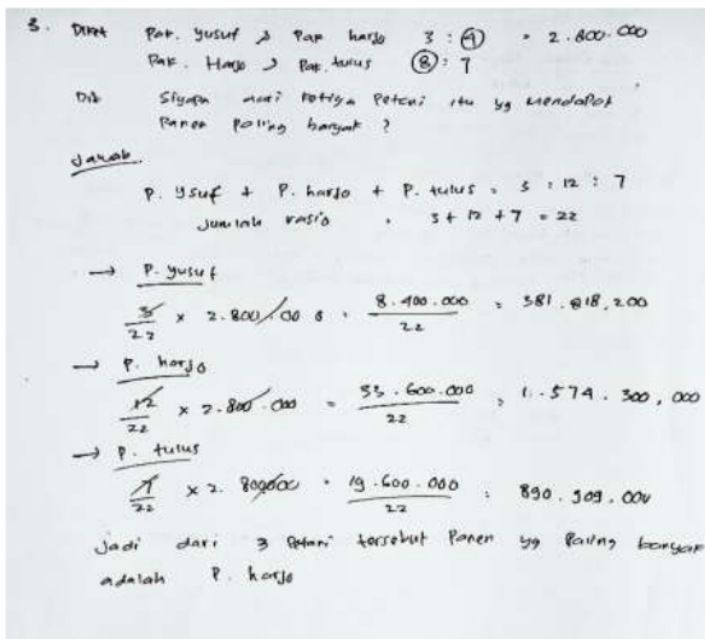 3. Diket Pak. Yusuf & Pak harjo 3 : 4 = 2.800.000
Pak. Harjo & Pak. tulus 8 : 7
Dit Siyapa dari ketiga Petani itu yg mendapat
Panen Paling banyak ?
Jawab
P. Ysuf + P. harjo + P. tulus = 3 : 12 : 7
Jumlah rasio = 3 + 12 + 7 = 22
→ P. yusuf
3/22 × 2.800.000 = 8.400.000/22 = 381.818,200
→ P. harjo
12/22 × 2.800.000 = 33.600.000/22 = 1.574.300,000
→ P. tulus
7/22 × 2.800000 = 19.600.000/22 = 890.909,000
Jadi dari 3 Petani tersebut Panen yg Paling banyak
adalah P. harjo